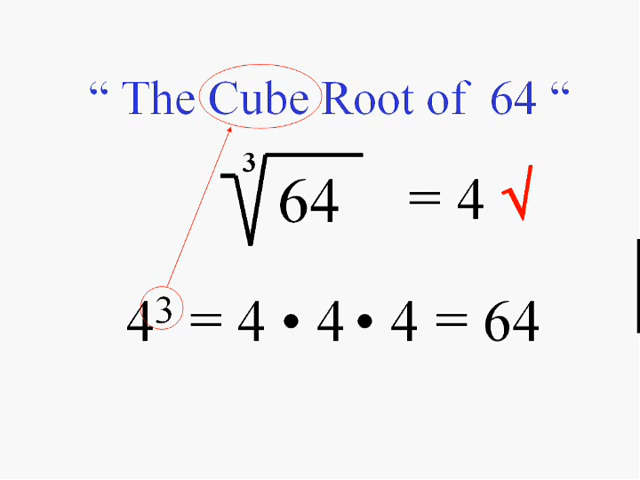 “ The Cube Root of 64 “
∛64 = 4 √
4³ = 4 • 4 • 4 = 64